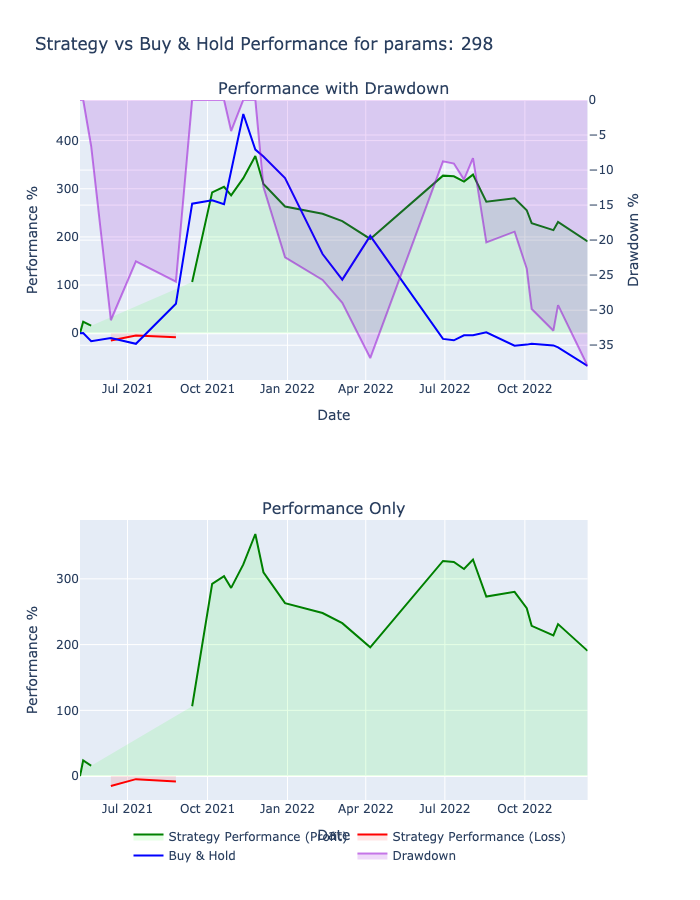 Strategy vs Buy & Hold Performance for params: 298
Performance with Drawdown
400
300
200
100
0
Performance %
0
−5
−10
−15
−20
−25
−30
−35
Drawdown %
Jul 2021
Oct 2021
Jan 2022
Apr 2022
Jul 2022
Oct 2022
Date
Performance Only
300
200
100
0
Performance %
Jul 2021
Oct 2021
Jan 2022
Apr 2022
Jul 2022
Oct 2022
Date
Strategy Performance (Profit)
Strategy Performance (Loss)
Buy & Hold
Drawdown